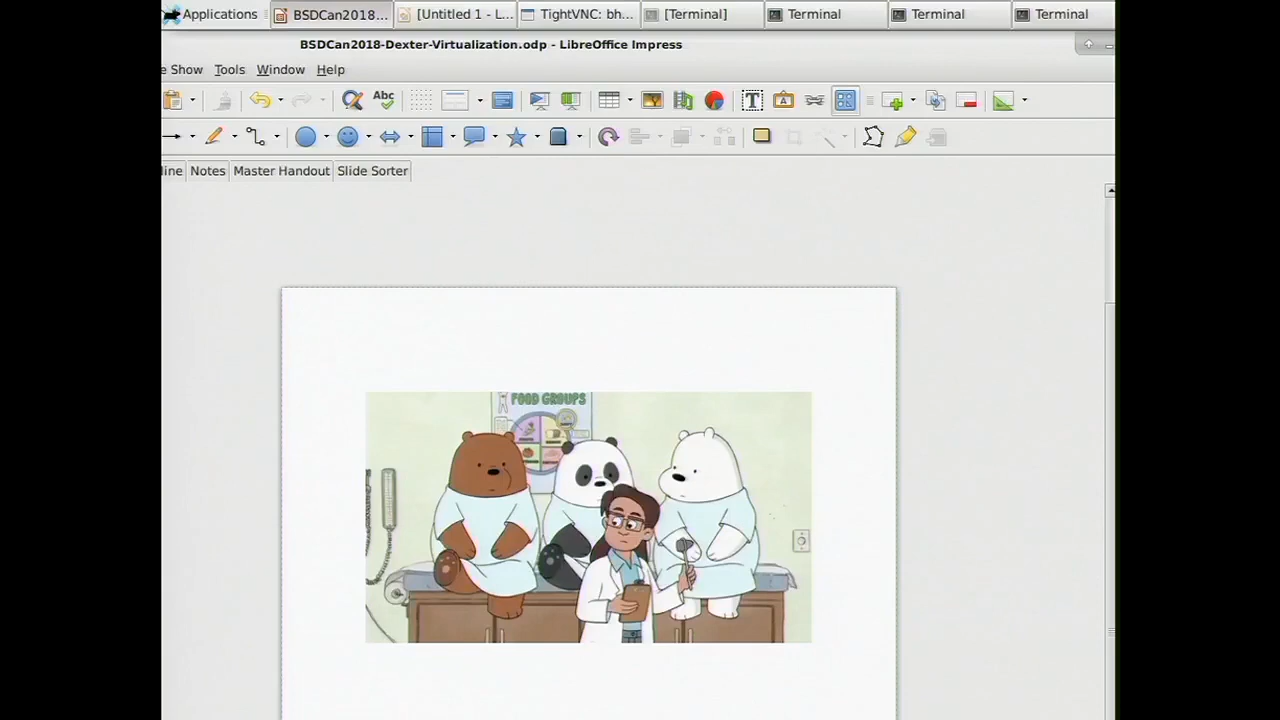 Applications
BSDCan2018...
[Untitled 1 - L...
TightVNC: bh...
[Terminal]
Terminal
Terminal
Terminal
BSDCan2018-Dexter-Virtualization.odp - LibreOffice Impress
e Show Tools Window Help
Abc
T
A
line Notes Master Handout Slide Sorter
FOOD GROUPS